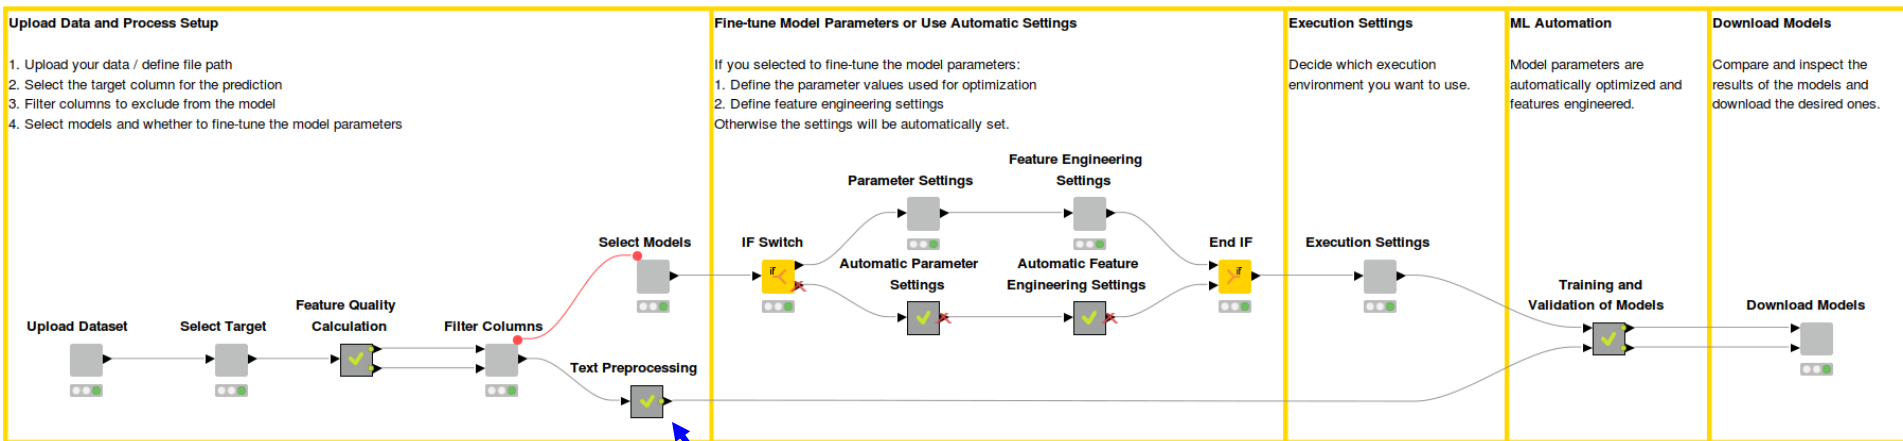 Upload Data and Process Setup
1. Upload your data / define file path
2. Select the target column for the prediction
3. Filter columns to exclude from the model
4. Select models and whether to fine-tune the model parameters
Fine-tune Model Parameters or Use Automatic Settings
If you selected to fine-tune the model parameters:
1. Define the parameter values used for optimization
2. Define feature engineering settings
Otherwise the settings will be automatically set.
Execution Settings
Decide which execution
environment you want to use.
ML Automation
Model parameters are
automatically optimized and
features engineered.
Download Models
Compare and inspect the
results of the models and
download the desired ones.
Upload Dataset
Select Target
Feature Quality
Calculation
Filter Columns
Select Models
Text Preprocessing
IF Switch
if
Parameter Settings
Feature Engineering
Settings
Automatic Parameter
Settings
Automatic Feature
Engineering Settings
End IF
if
Execution Settings
Training and
Validation of Models
Download Models